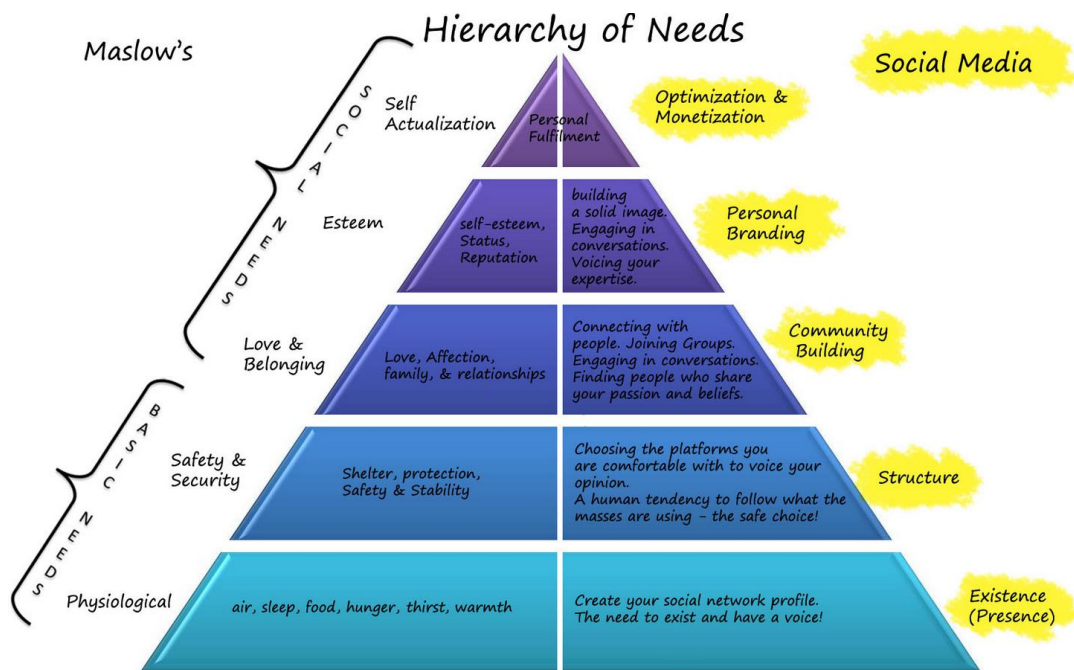 Hierarchy of Needs
Maslow's
Social Media
SOCIAL NEEDS
Self
Actualization
Personal
Fulfilment
Optimization &
Monetization
Esteem
self-esteem,
Status,
Reputation
building
a solid image.
Engaging in
conversations.
Voicing your
expertise.
Personal
Branding
Love &
Belonging
Love, Affection,
family, & relationships
Connecting with
people. Joining Groups.
Engaging in conversations.
Finding people who share
your passion and beliefs.
Community
Building
BASIC NEEDS
Safety &
Security
Shelter, protection,
Safety & Stability
Choosing the platforms you
are comfortable with to voice your
opinion.
A human tendency to follow what the
masses are using - the safe choice!
Structure
Physiological
air, sleep, food, hunger, thirst, warmth
Create your social network profile.
The need to exist and have a voice!
Existence
(Presence)